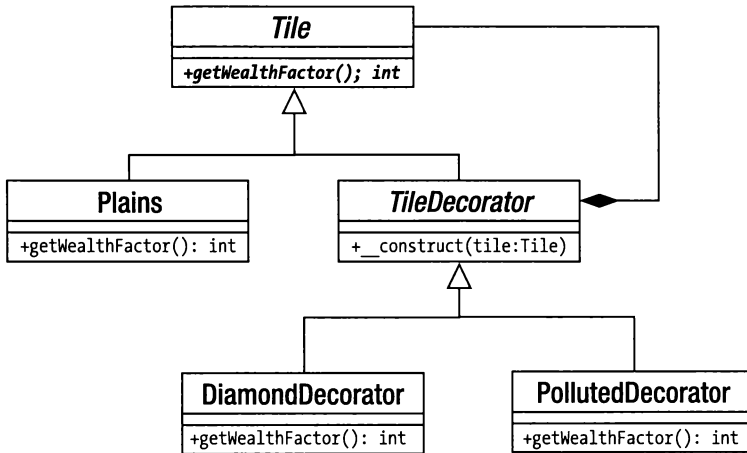 Tile
+getWealthFactor(); int
Plains
+getWealthFactor(): int
TileDecorator
+__construct(tile:Tile)
DiamondDecorator
+getWealthFactor(): int
PollutedDecorator
+getWealthFactor(): int